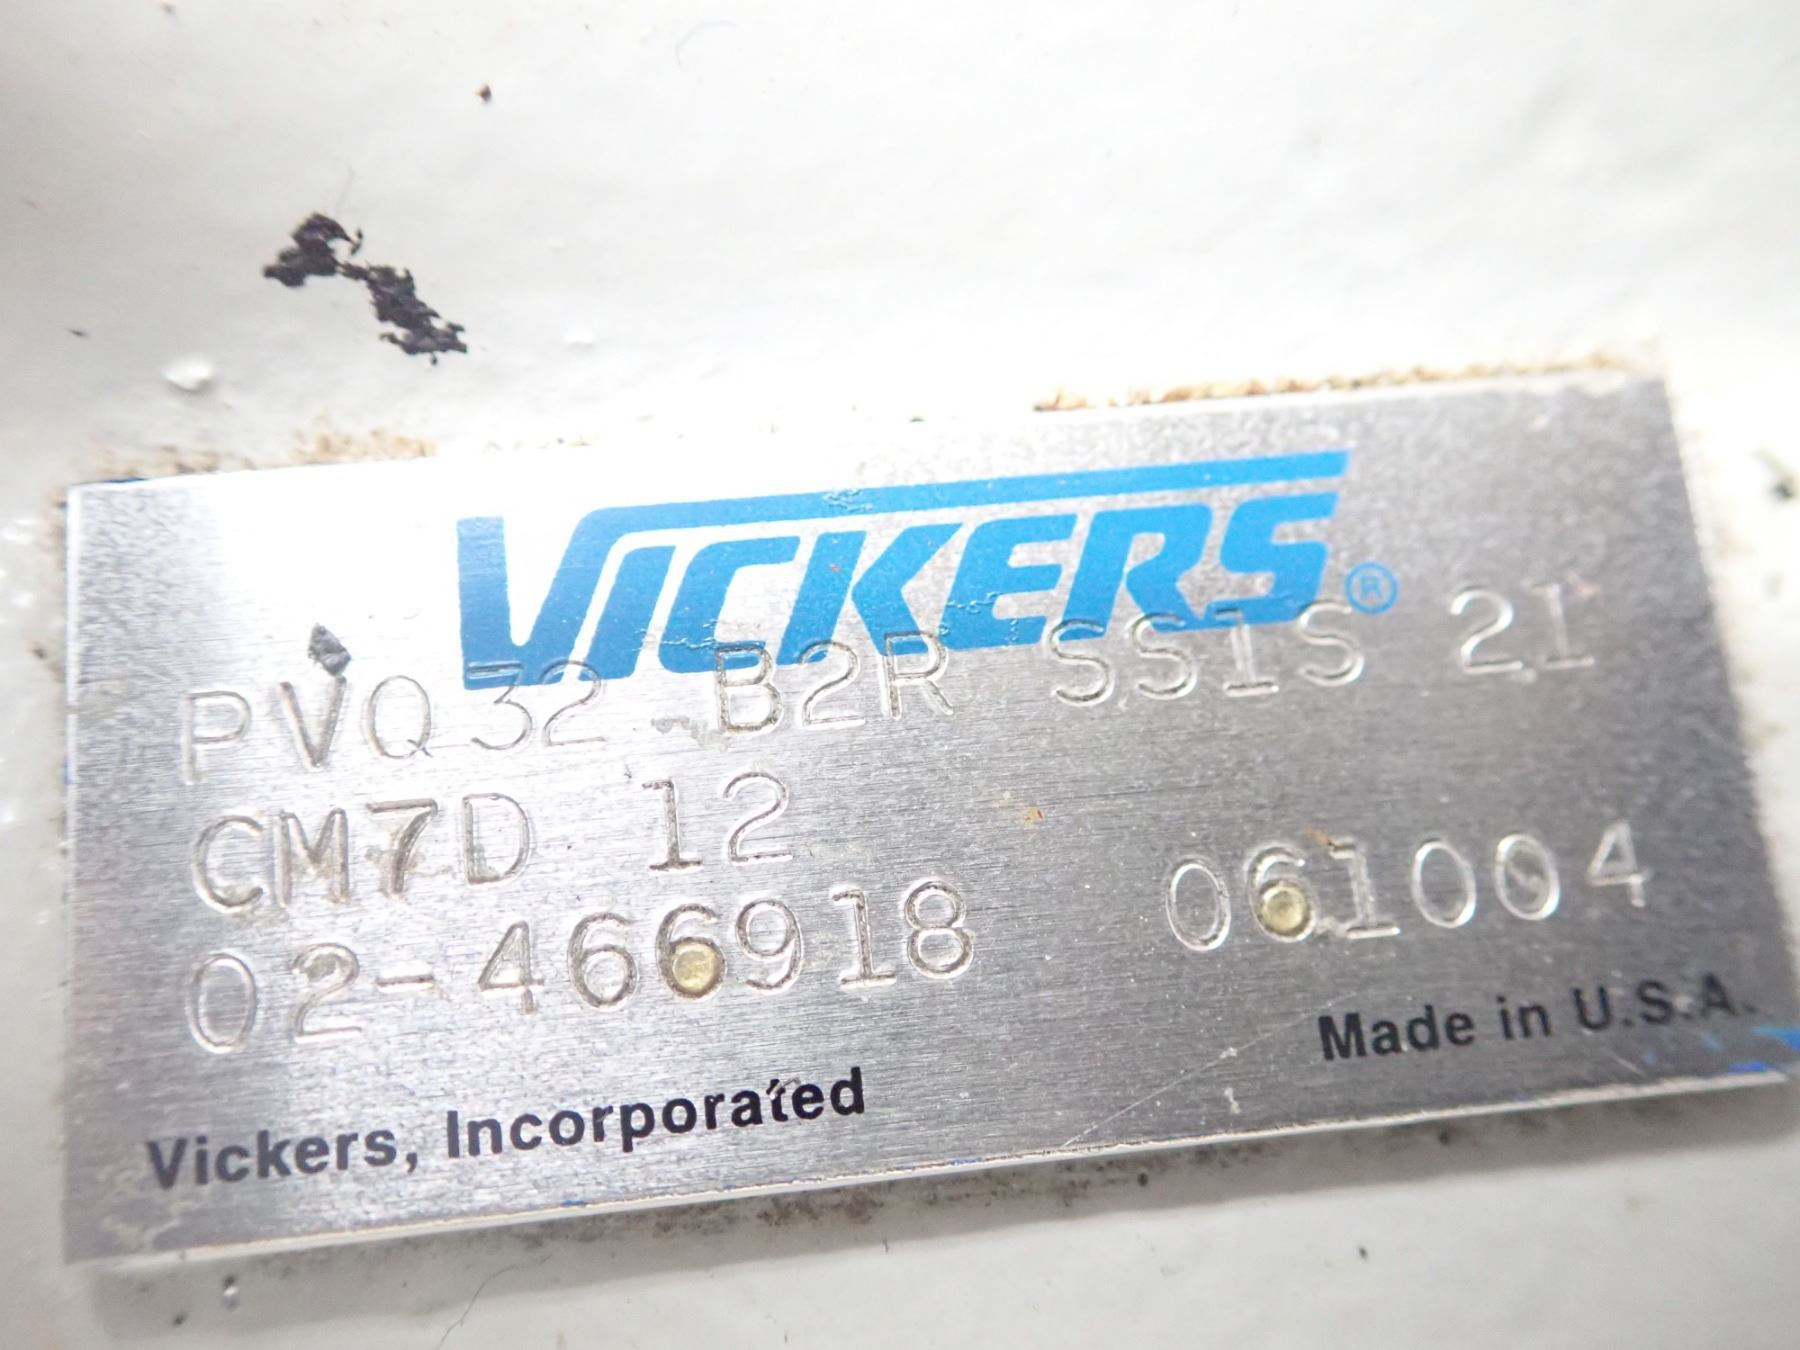 VICKERS®
PVQ32 B2R SS1S 21
CM7D 12
02-466918 061004
Made in U.S.A.
Vickers, Incorporated